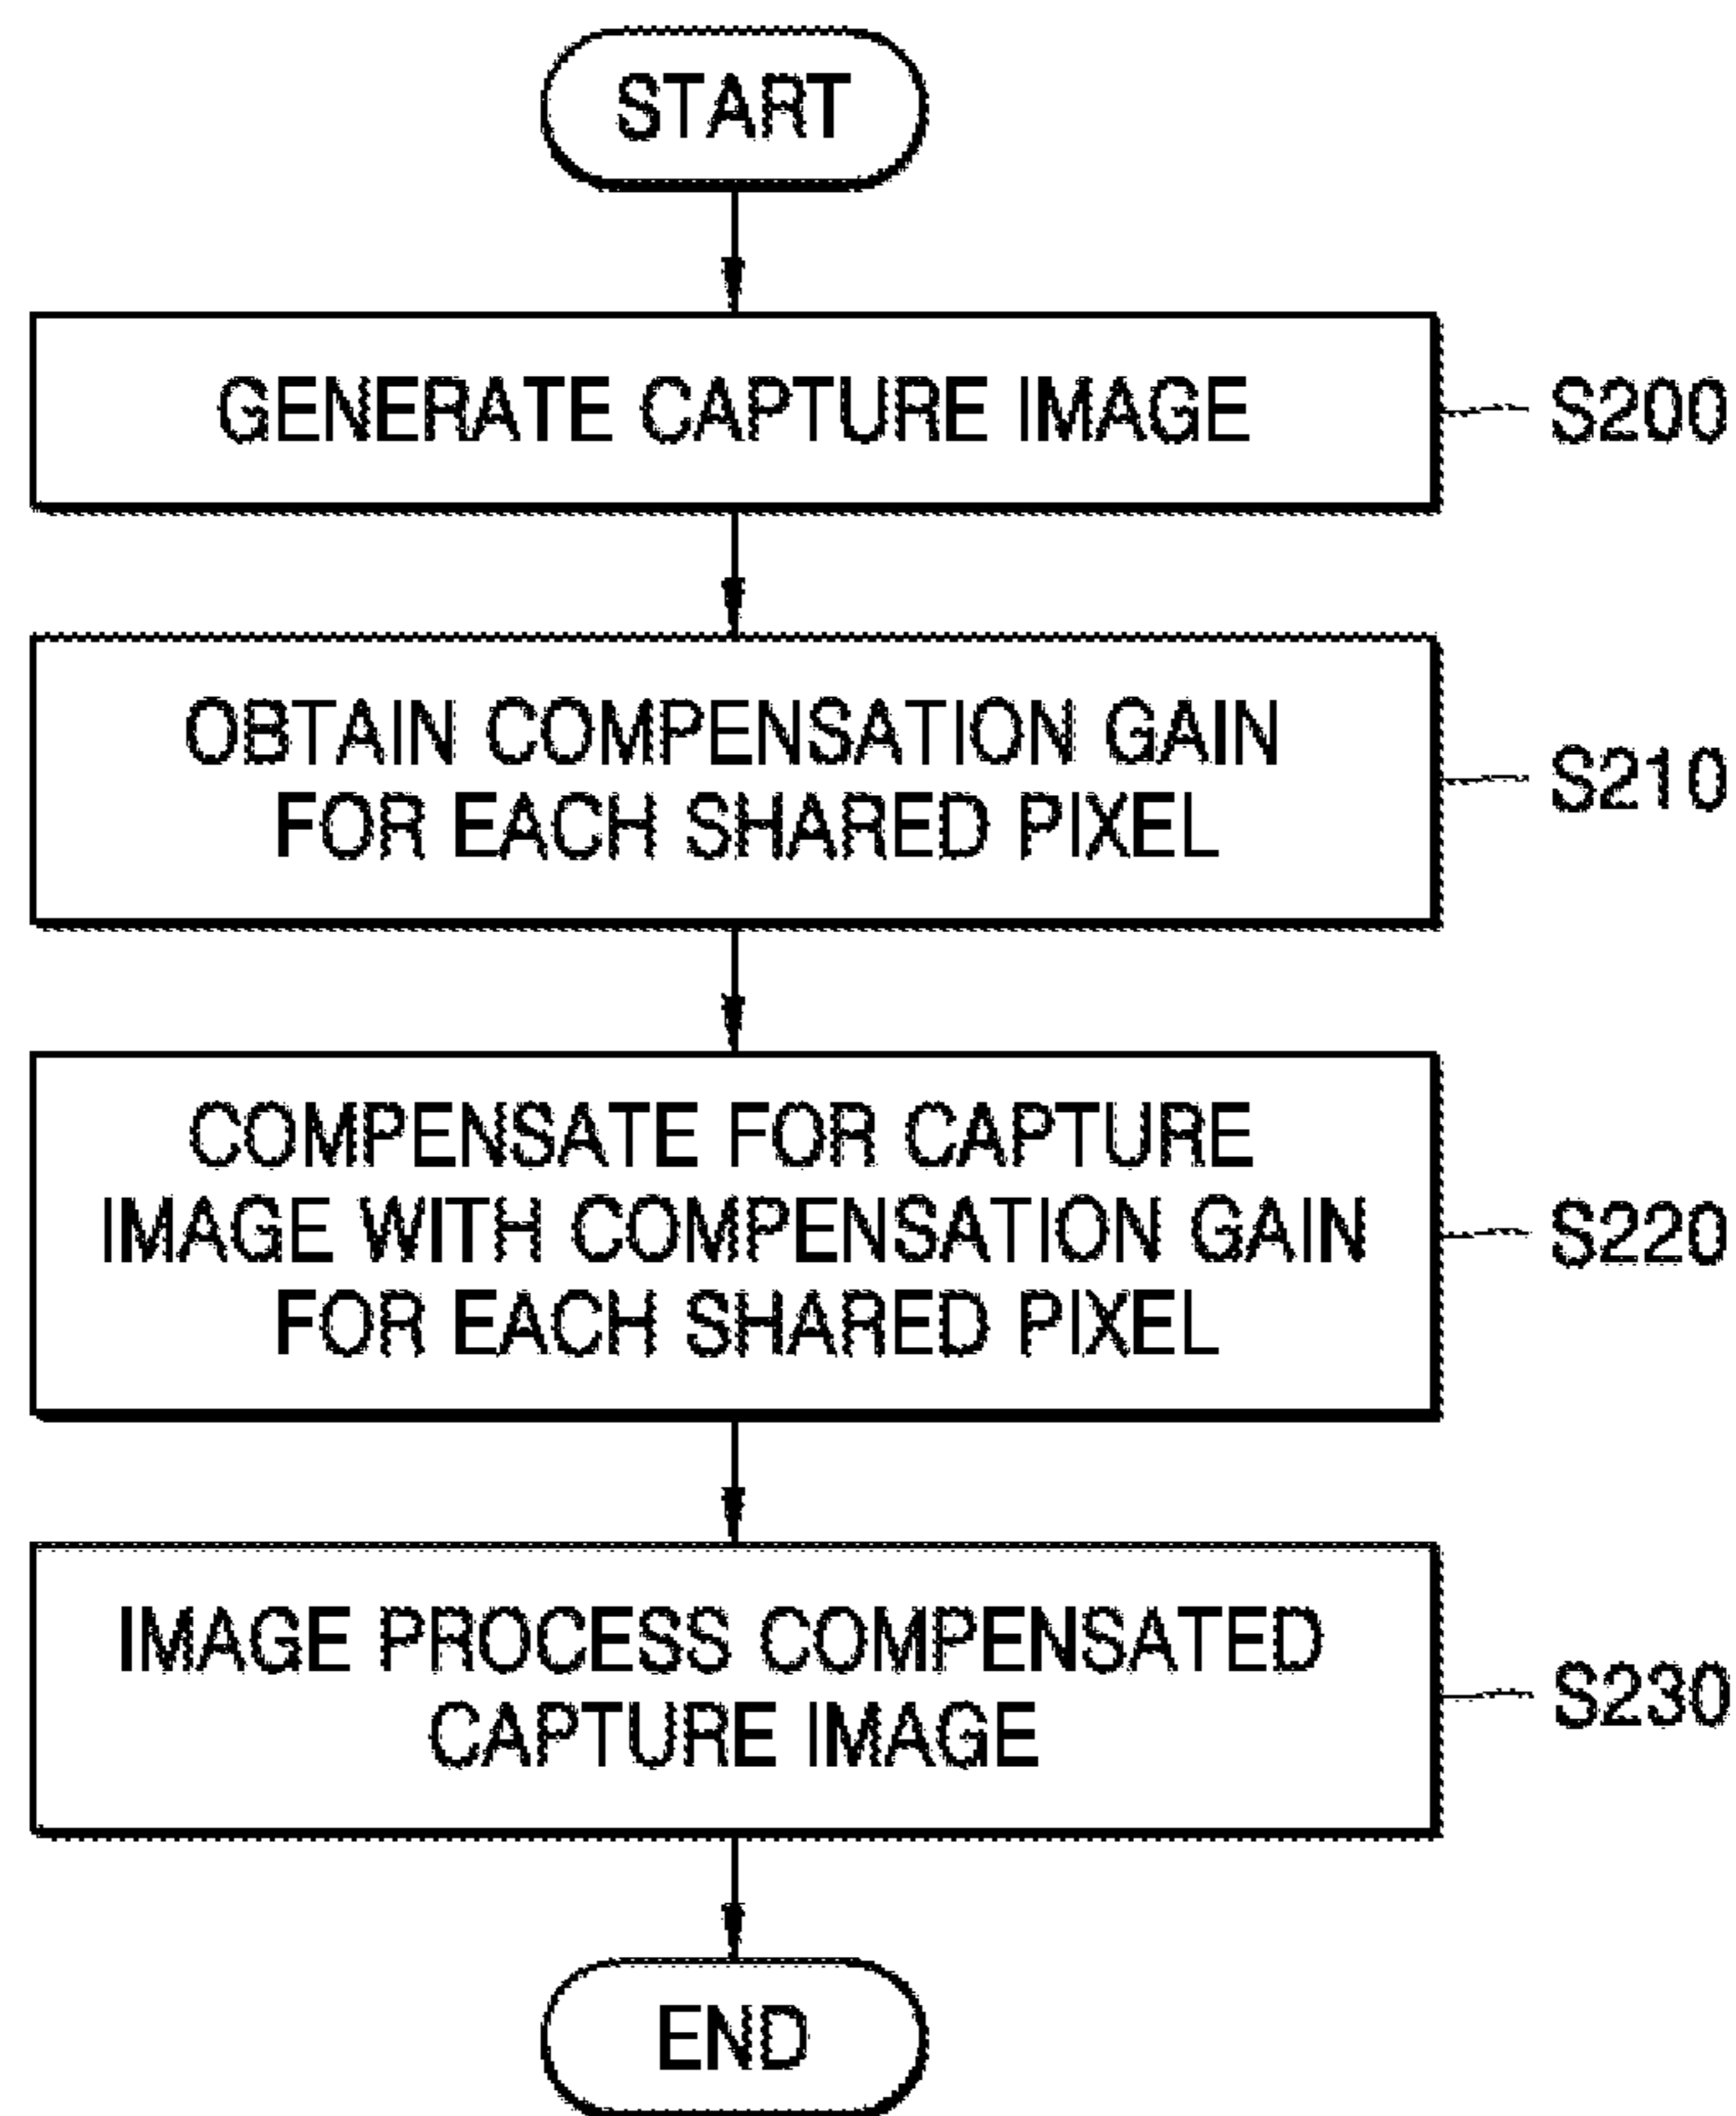 START
GENERATE CAPTURE IMAGE
S200
OBTAIN COMPENSATION GAIN
FOR EACH SHARED PIXEL
S210
COMPENSATE FOR CAPTURE
IMAGE WITH COMPENSATION GAIN
FOR EACH SHARED PIXEL
S220
IMAGE PROCESS COMPENSATED
CAPTURE IMAGE
S230
END